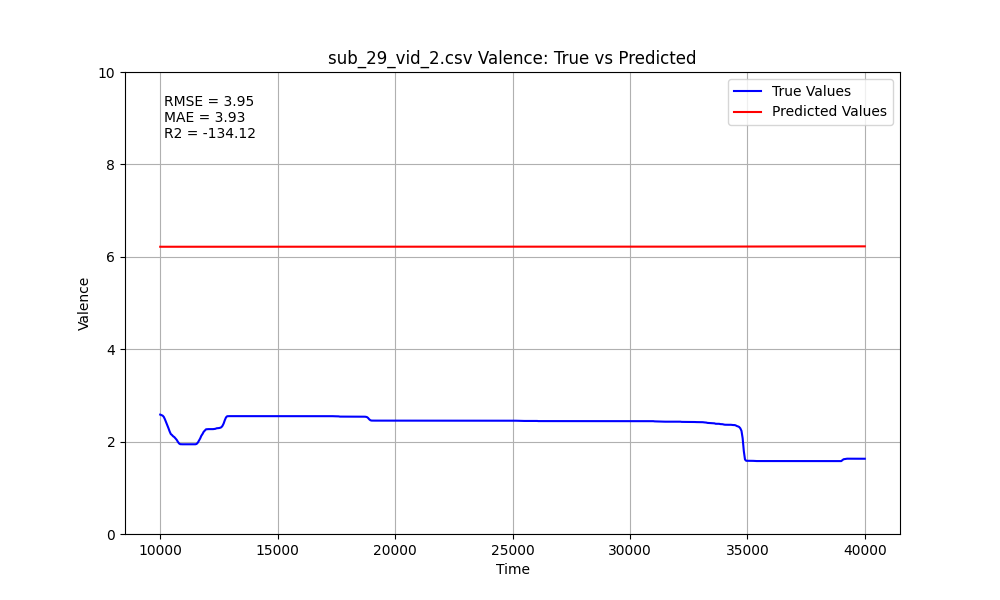 sub_29_vid_2.csv Valence: True vs Predicted
RMSE = 3.95
MAE = 3.93
R2 = -134.12
True Values
Predicted Values
10
8
6
4
2
0
Valence
10000 15000 20000 25000 30000 35000 40000
Time